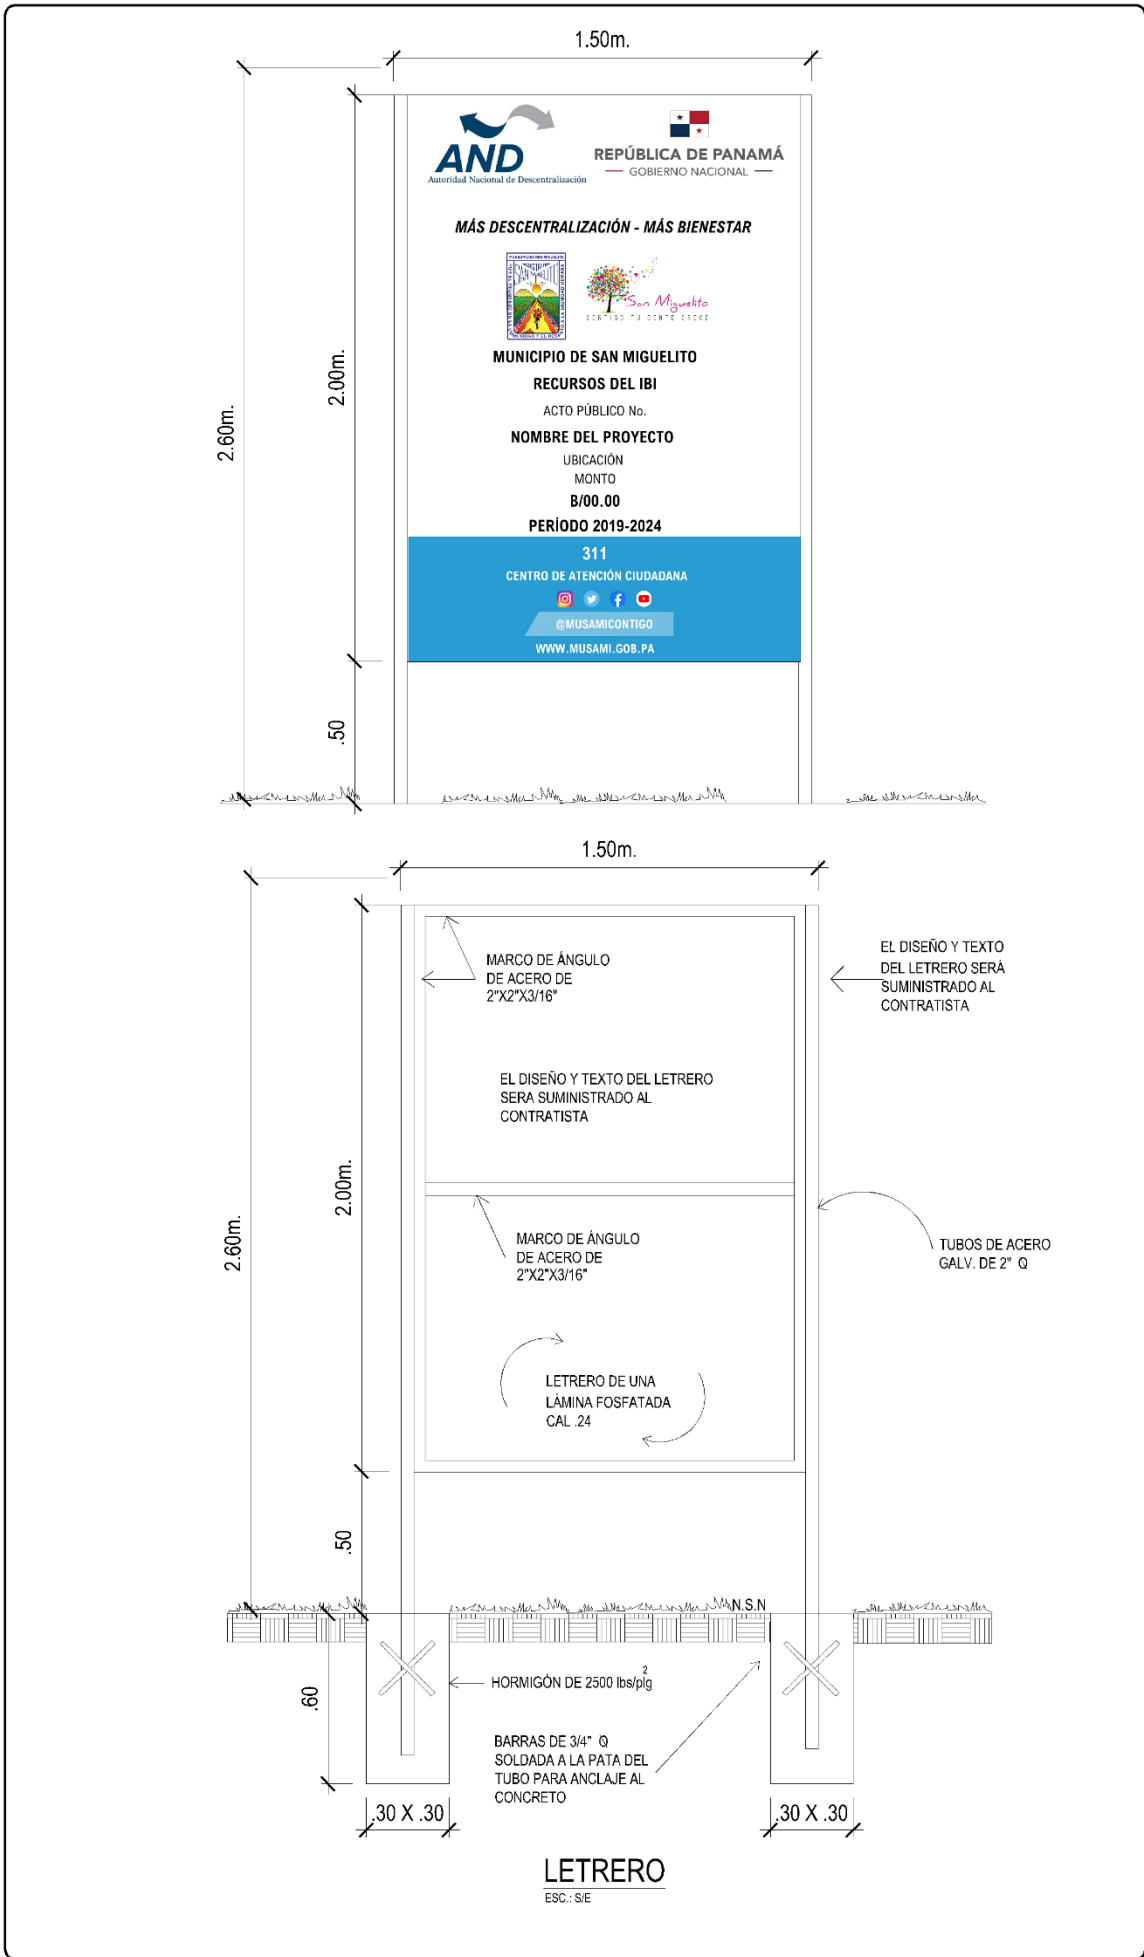 1.50m.
AND
Autoridad Nacional de Descentralización
REPÚBLICA DE PANAMÁ
GOBIERNO NACIONAL
MÁS DESCENTRALIZACIÓN - MÁS BIENESTAR
San Miguelito
CONTIGO TU GENTE CRECE
MUNICIPIO DE SAN MIGUELITO
RECURSOS DEL IBI
ACTO PÚBLICO No.
NOMBRE DEL PROYECTO
UBICACIÓN
MONTO
B/00.00
PERÍODO 2019-2024
311
CENTRO DE ATENCIÓN CIUDADANA
@MUSAMICONTIGO
WWW.MUSAMI.GOB.PA
2.60m.
2.00m.
.50
1.50m.
MARCO DE ÁNGULO
DE ACERO DE
2"X2"X3/16"
EL DISEÑO Y TEXTO
DEL LETRERO SERÁ
SUMINISTRADO AL
CONTRATISTA
EL DISEÑO Y TEXTO DEL LETRERO
SERA SUMINISTRADO AL
CONTRATISTA
2.60m.
2.00m.
MARCO DE ÁNGULO
DE ACERO DE
2"X2"X3/16"
TUBOS DE ACERO
GALV. DE 2" Q
LETRERO DE UNA
LÁMINA FOSFATADA
CAL .24
.50
N.S.N
.60
HORMIGÓN DE 2500 lbs/plg²
BARRAS DE 3/4" Q
SOLDADA A LA PATA DEL
TUBO PARA ANCLAJE AL
CONCRETO
.30 X .30
.30 X .30
LETRERO
ESC.: S/E